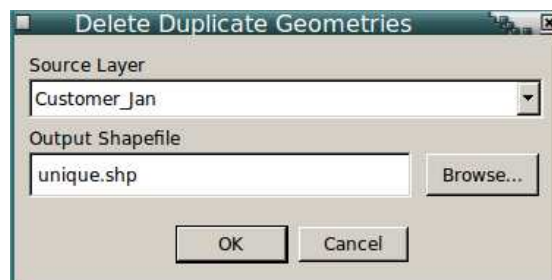 Delete Duplicate Geometries
Source Layer
Customer_Jan
Output Shapefile
unique.shp
Browse...
OK
Cancel